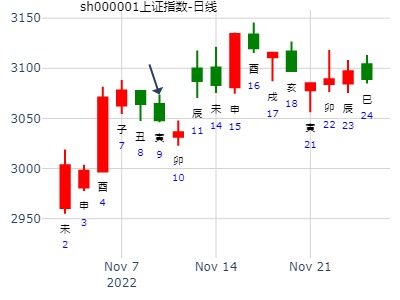 sh000001上证指数-日线
3150
3100
3050
3000
2950
未
2
申
3
酉
4
子
7
丑
8
寅
9
卯
10
辰
11
未
14
申
15
酉
16
戌
17
亥
18
寅
21
卯
22
辰
23
巳
24
Nov 7
2022
Nov 14
Nov 21